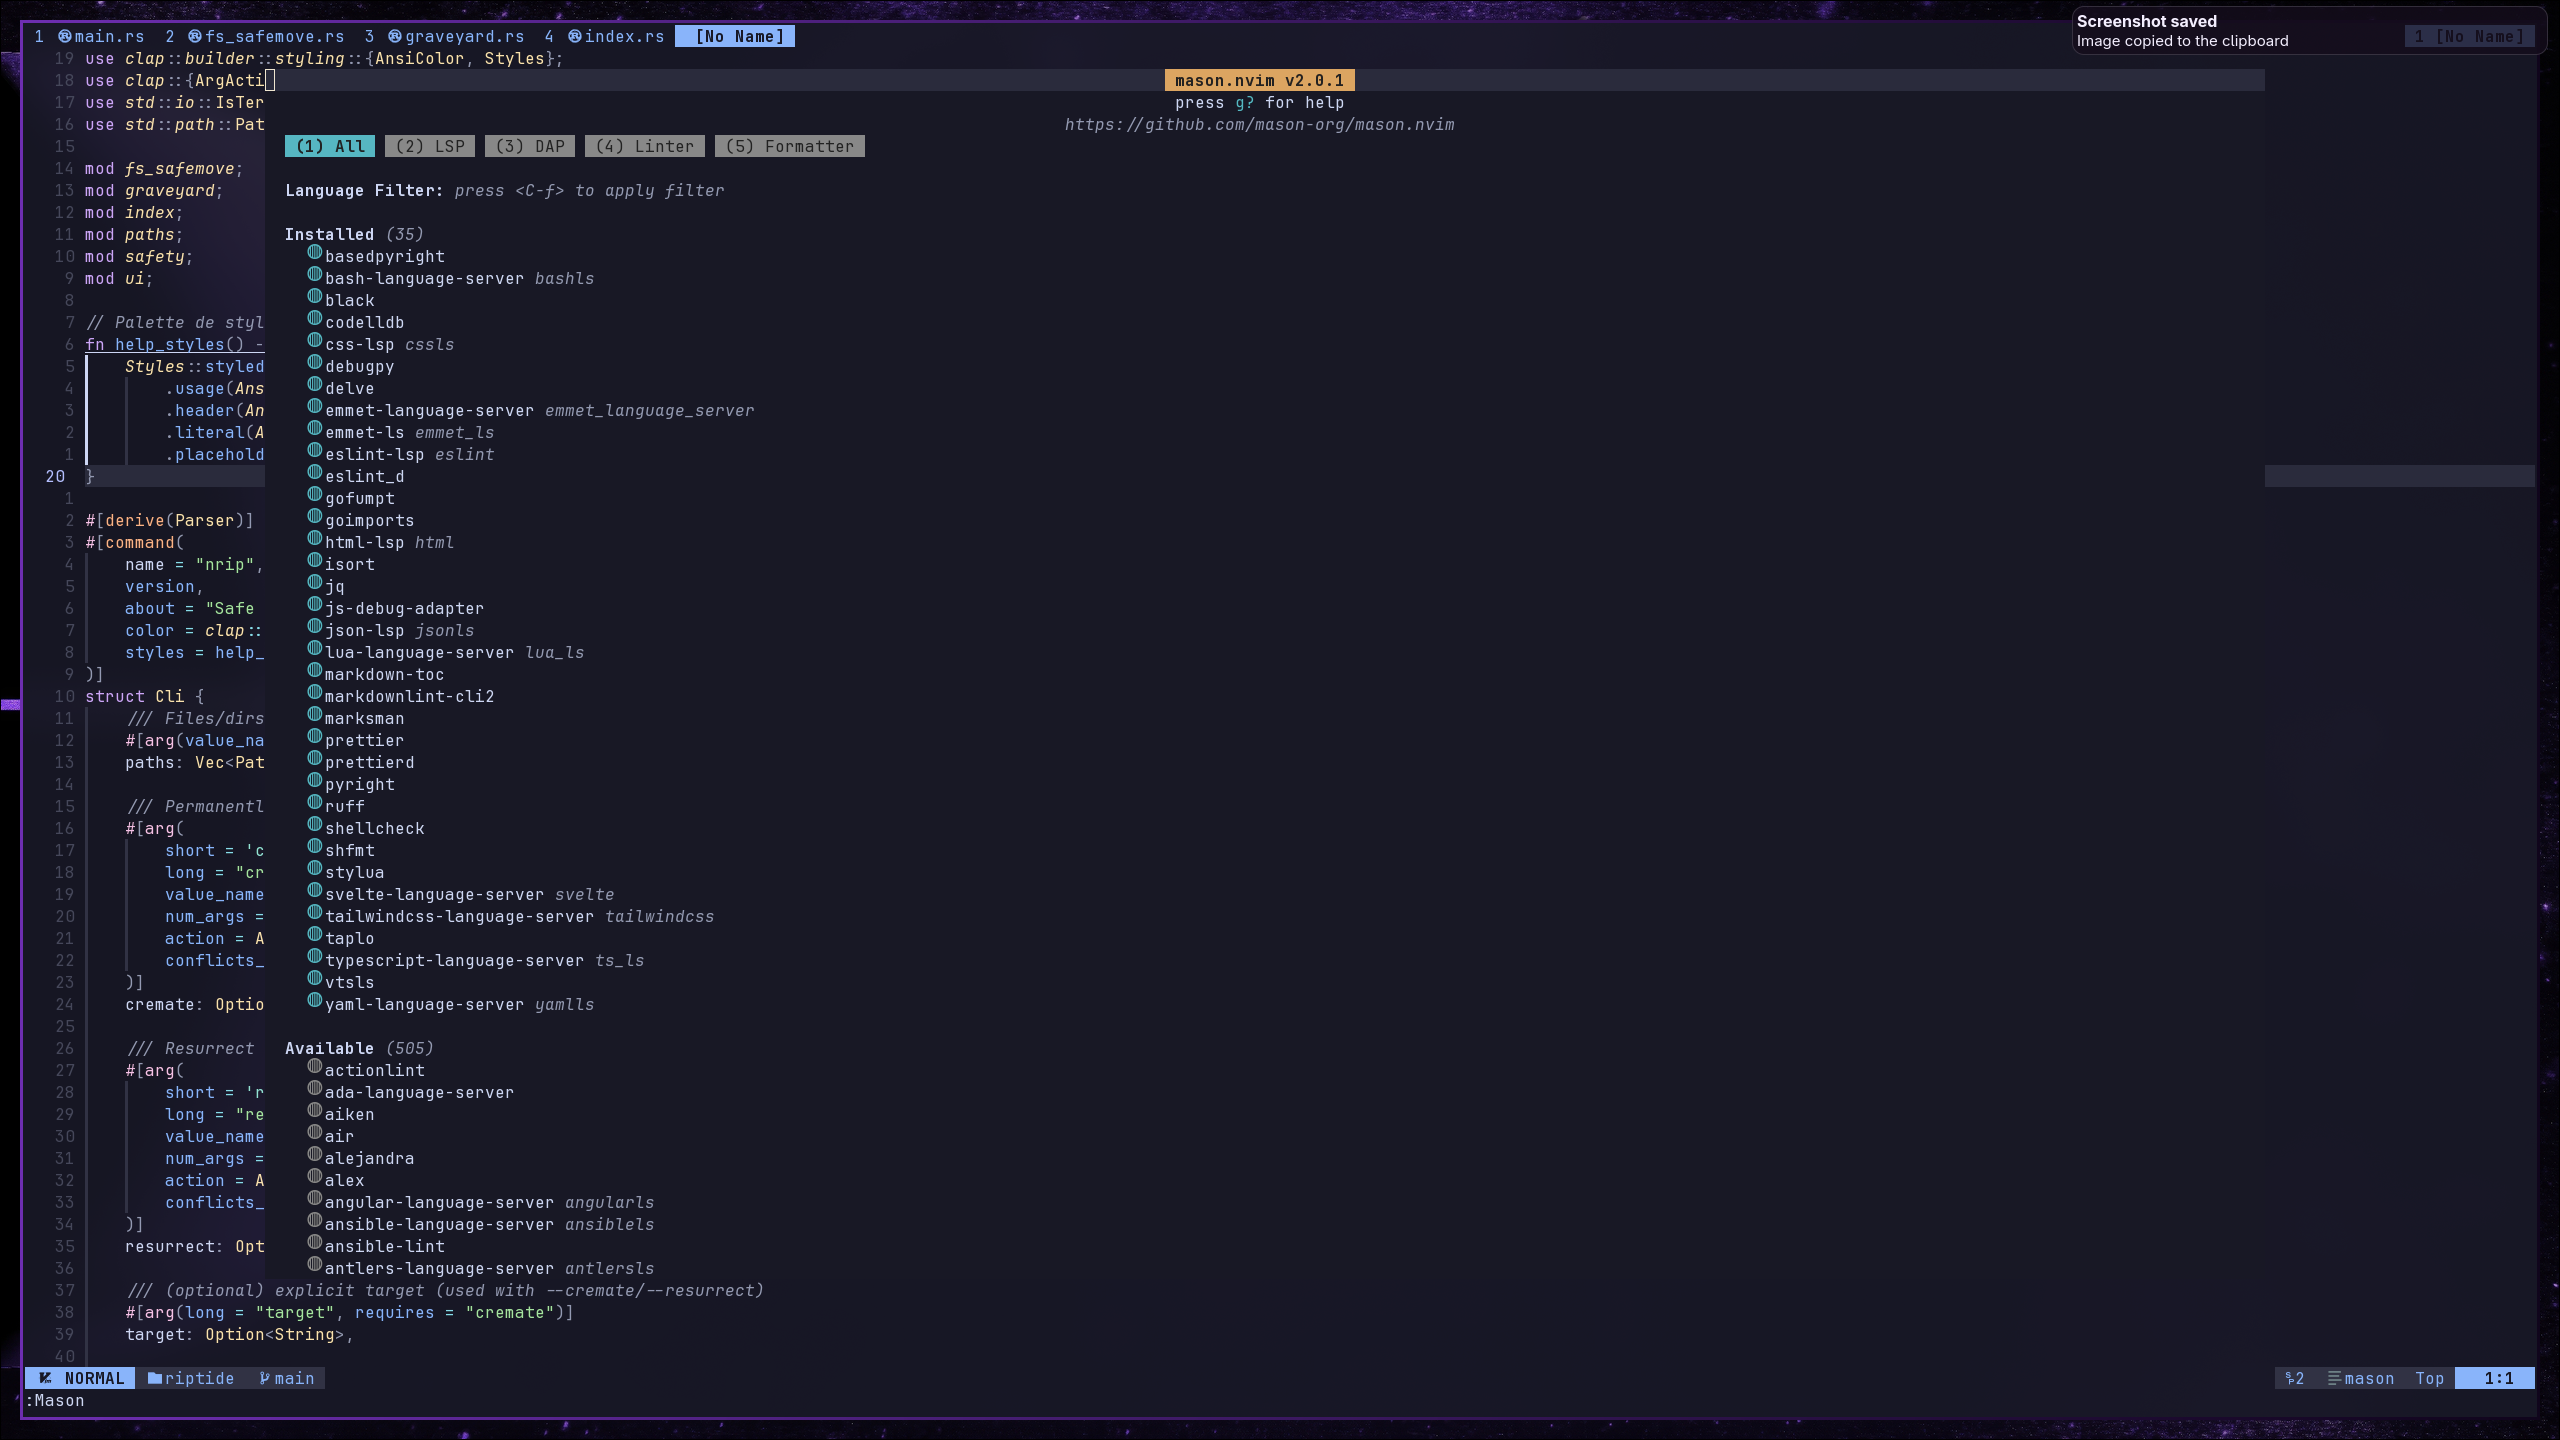 1 main.rs 2 fs_safemove.rs 3 graveyard.rs 4 index.rs [No Name]
Screenshot saved
Image copied to the clipboard
1 [No Name]
19 use clap::builder::styling::{AnsiColor, Styles};
18 use clap::{ArgActi
mason.nvim v2.0.1
17 use std::io::IsTer
press g? for help
16 use std::path::Pat
https://github.com/mason-org/mason.nvim
15
(1) All (2) LSP (3) DAP (4) Linter (5) Formatter
14 mod fs_safemove;
13 mod graveyard;
Language Filter: press <C-f> to apply filter
12 mod index;
11 mod paths;
Installed (35)
10 mod safety;
basedpyright
9 mod ui;
bash-language-server bashls
8
black
7 // Palette de styl
codelldb
6 fn help_styles() -
css-lsp cssls
5 Styles::styled
debugpy
4 .usage(Ans
delve
3 .header(An
emmet-language-server emmet_language_server
2 .literal(A
emmet-ls emmet_ls
1 .placehold
eslint-lsp eslint
20 }
eslint_d
1
gofumpt
2 #[derive(Parser)]
goimports
3 #[command(
html-lsp html
4 name = "nrip",
isort
5 version,
jq
6 about = "Safe
js-debug-adapter
7 color = clap::
json-lsp jsonls
8 styles = help_
lua-language-server lua_ls
9 )]
markdown-toc
10 struct Cli {
markdownlint-cli2
11 /// Files/dirs
marksman
12 #[arg(value_na
prettier
13 paths: Vec<Pat
prettierd
14
pyright
15 /// Permanentl
ruff
16 #[arg(
shellcheck
17 short = 'c
shfmt
18 long = "cr
stylua
19 value_name
svelte-language-server svelte
20 num_args =
tailwindcss-language-server tailwindcss
21 action = A
taplo
22 conflicts_
typescript-language-server ts_ls
23 )]
vtsls
24 cremate: Optio
yaml-language-server yamlls
25
26 /// Resurrect
Available (505)
27 #[arg(
actionlint
28 short = 'r
ada-language-server
29 long = "re
aiken
30 value_name
air
31 num_args =
alejandra
32 action = A
alex
33 conflicts_
angular-language-server angularls
34 )]
ansible-language-server ansiblels
35 resurrect: Opt
ansible-lint
36
antlers-language-server antlersls
37 /// (optional) explicit target (used with --cremate/--resurrect)
38 #[arg(long = "target", requires = "cremate")]
39 target: Option<String>,
40
NORMAL riptide main
2 mason Top 1:1
:Mason